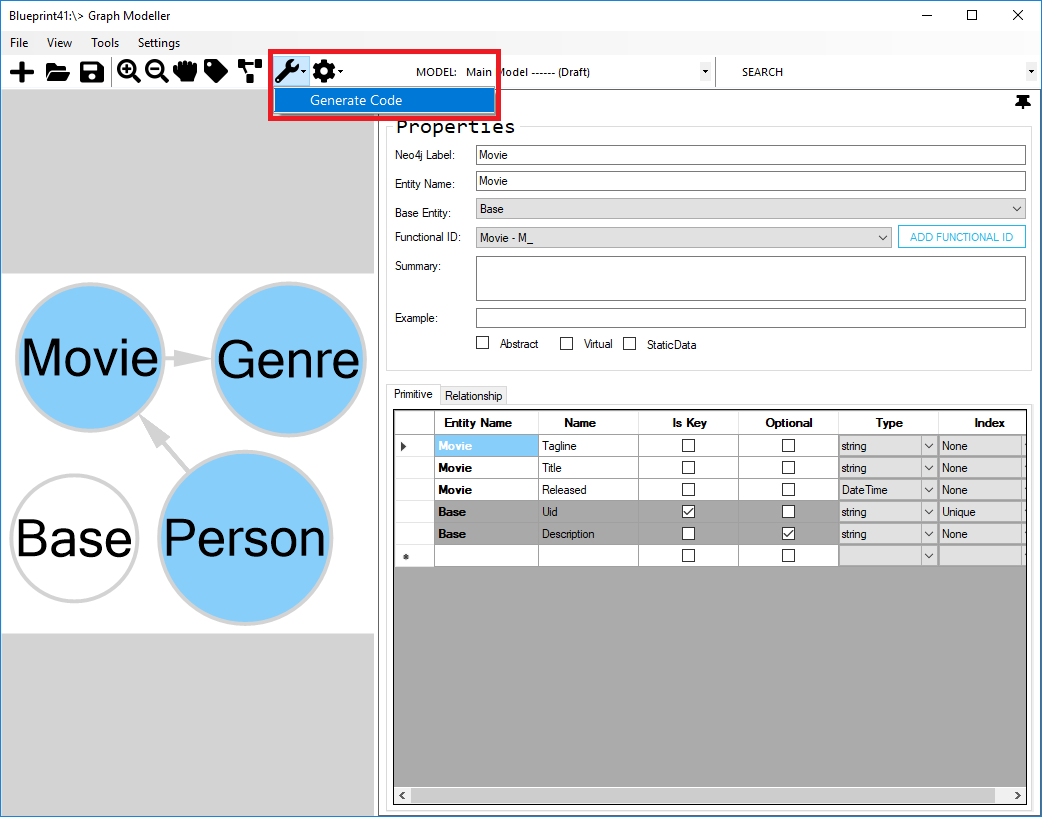 Blueprint41:\> Graph Modeller
File View Tools Settings
MODEL: Main Model ------ (Draft) SEARCH
Generate Code
Properties
Neo4j Label: Movie
Entity Name: Movie
Base Entity: Base
Functional ID: Movie - M_ ADD FUNCTIONAL ID
Summary:
Example:
Abstract Virtual StaticData
Movie
Genre
Base
Person
Primitive Relationship
Entity Name Name Is Key Optional Type Index
Movie Tagline string None
Movie Title string None
Movie Released DateTime None
Base Uid string Unique
Base Description string None